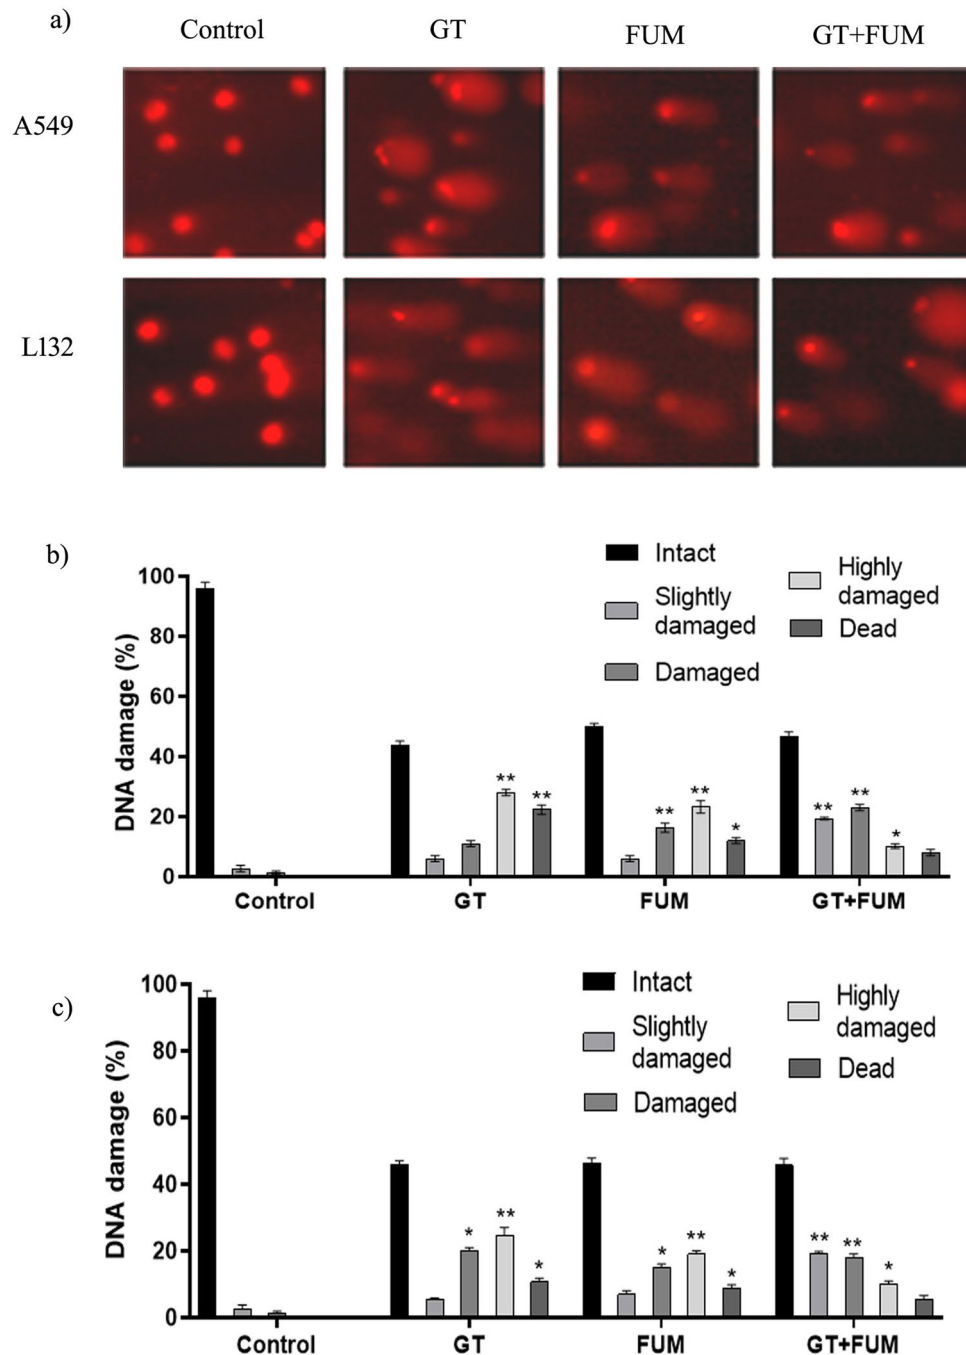 a)
Control GT FUM GT+FUM
A549
L132
b)
Intact
Slightly
damaged
Damaged
Highly
damaged
Dead
DNA damage (%)
100
80
60
40
20
0
** ** ** ** * ** ** *
Control GT FUM GT+FUM
c)
Intact
Slightly
damaged
Damaged
Highly
damaged
Dead
DNA damage (%)
100
80
60
40
20
0
* ** * * ** * ** ** *
Control GT FUM GT+FUM